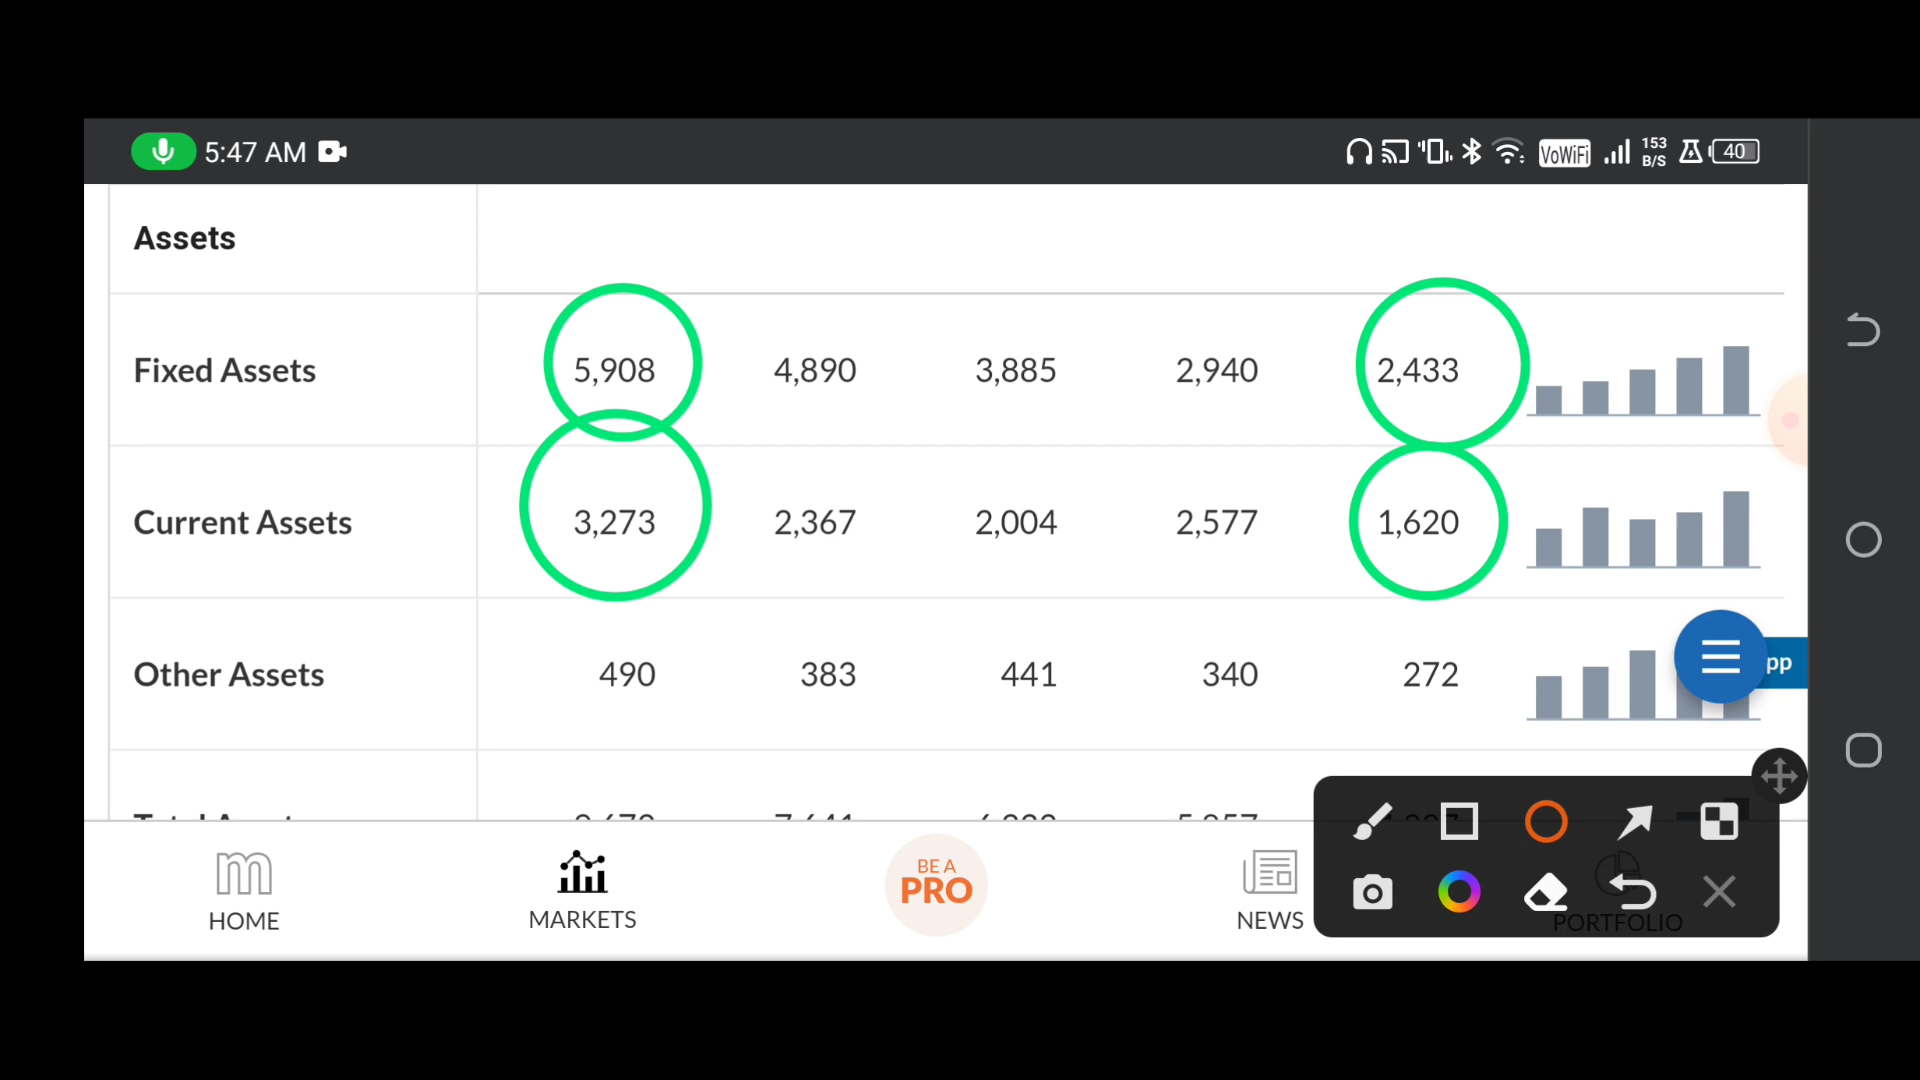 5:47 AM VoWiFi 153 B/S 40
Assets
Fixed Assets 5,908 4,890 3,885 2,940 2,433
Current Assets 3,273 2,367 2,004 2,577 1,620
Other Assets 490 383 441 340 272
pp
HOME MARKETS BE A PRO NEWS PORTFOLIO